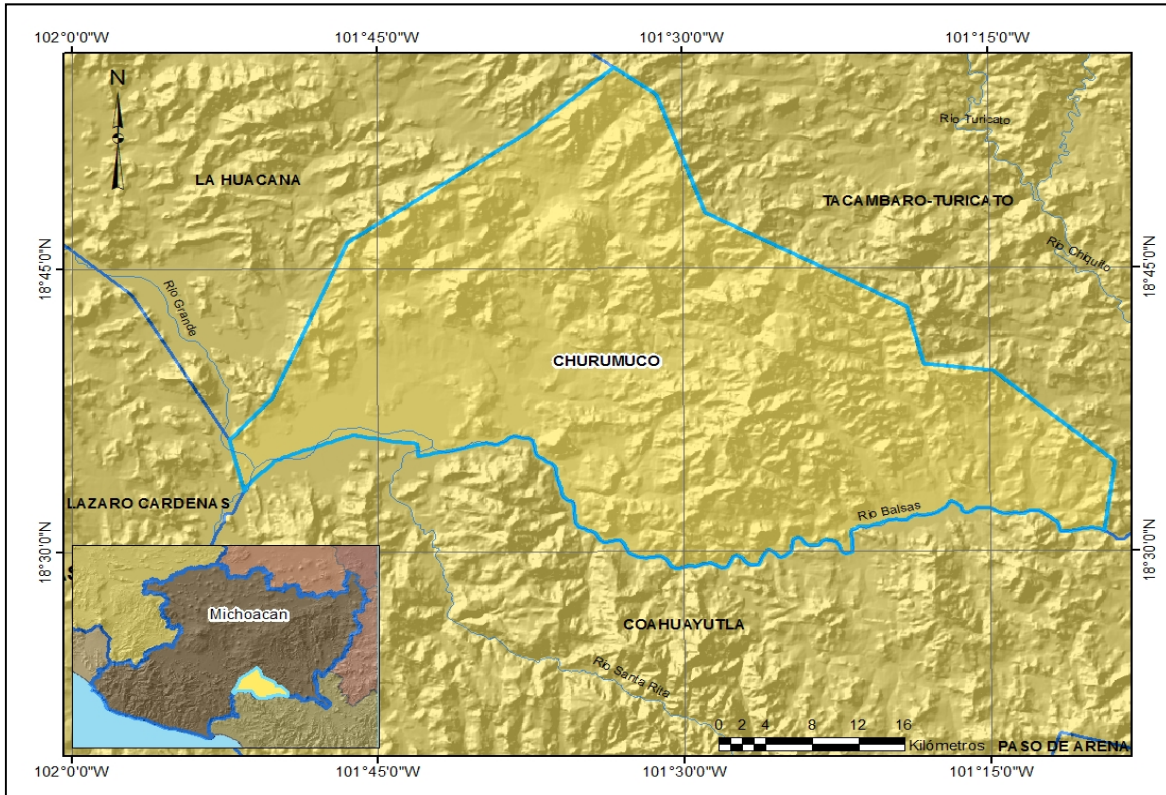 102°0'0"W
101°45'0"W
101°30'0"W
101°15'0"W
N
Rio Turicato
LA HUACANA
TACAMBARO-TURICATO
Rio Chiquito
18°45'0"N
18°45'0"N
Rio Grande
CHURUMUCO
LAZARO CARDENAS
Rio Balsas
18°30'0"N
18°30'0"N
Michoacan
COAHUAYUTLA
Rio Santa Rita
0 2 4 8 12 16
Kilómetros
PASO DE ARENA
102°0'0"W
101°45'0"W
101°30'0"W
101°15'0"W